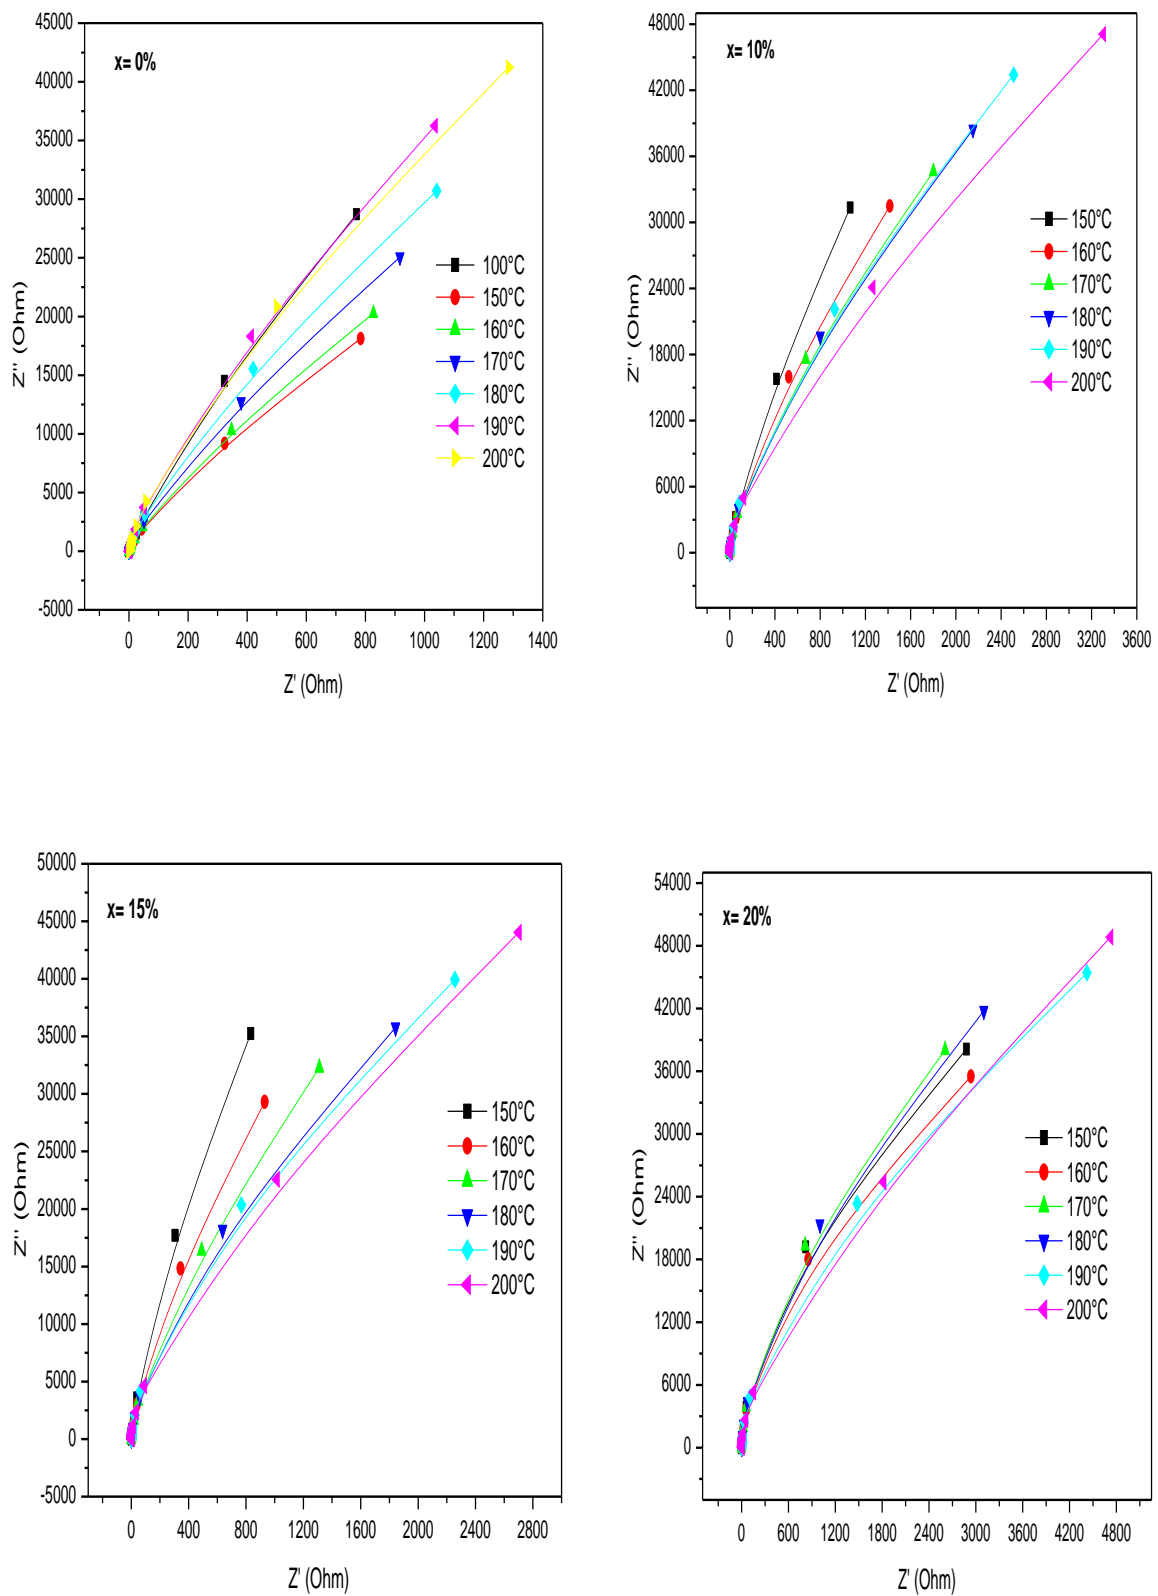 x= 0%
45000
40000
35000
30000
25000
20000
15000
10000
5000
0
-5000
Z'' (Ohm)
0 200 400 600 800 1000 1200 1400
Z' (Ohm)
100°C
150°C
160°C
170°C
180°C
190°C
200°C
x= 10%
48000
42000
36000
30000
24000
18000
12000
6000
0
Z'' (Ohm)
0 400 800 1200 1600 2000 2400 2800 3200 3600
Z' (Ohm)
150°C
160°C
170°C
180°C
190°C
200°C
x= 15%
50000
45000
40000
35000
30000
25000
20000
15000
10000
5000
0
-5000
Z'' (Ohm)
0 400 800 1200 1600 2000 2400 2800
Z' (Ohm)
150°C
160°C
170°C
180°C
190°C
200°C
x= 20%
54000
48000
42000
36000
30000
24000
18000
12000
6000
0
Z'' (Ohm)
0 600 1200 1800 2400 3000 3600 4200 4800
Z' (Ohm)
150°C
160°C
170°C
180°C
190°C
200°C